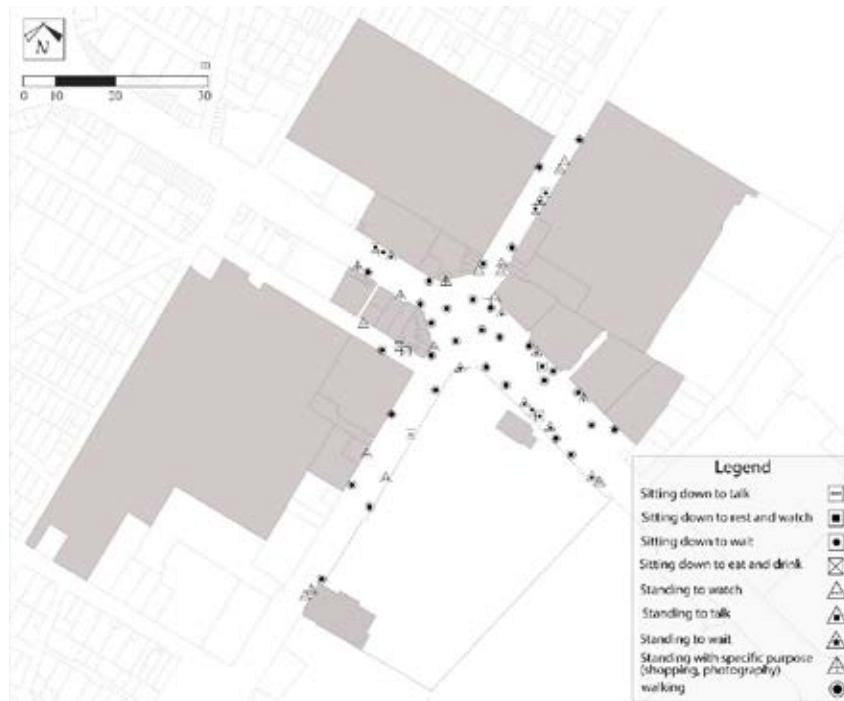 N
m
0 10 20 30
Legend
Sitting down to talk
Sitting down to rest and watch
Sitting down to wait
Sitting down to eat and drink
Standing to watch
Standing to talk
Standing to wait
Standing with specific purpose
(shopping, photography)
walking